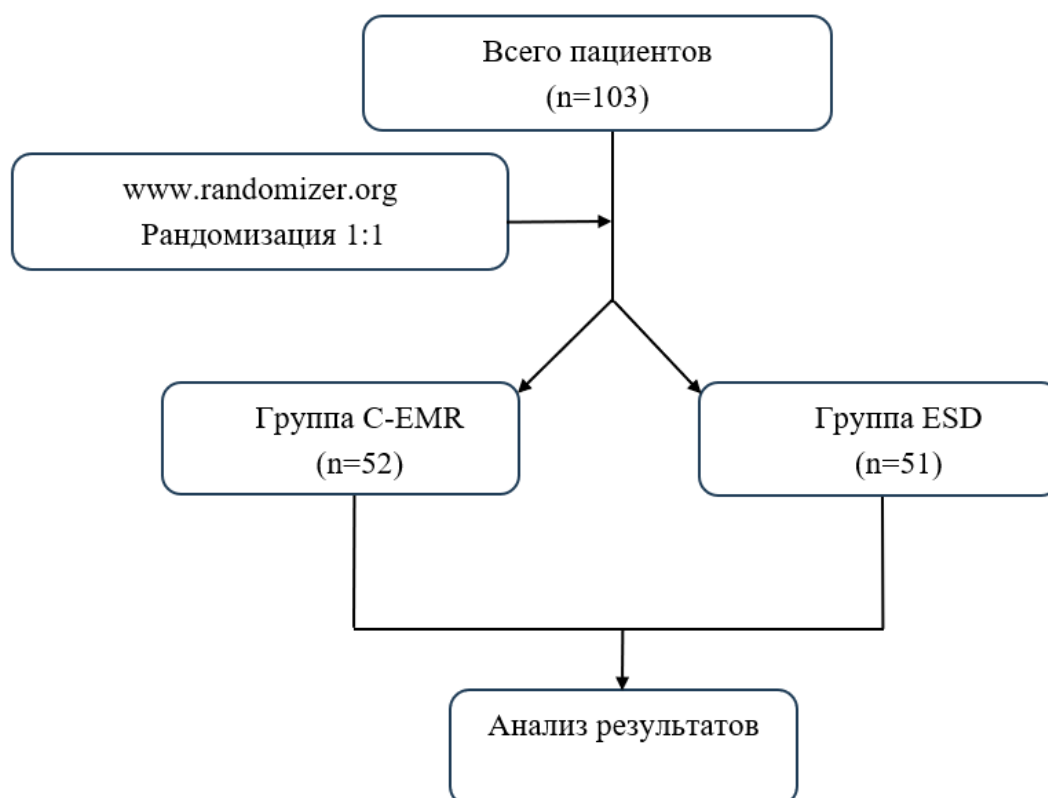 Всего пациентов
(n=103)
www.randomizer.org
Рандомизация 1:1
Группа C-EMR
(n=52)
Группа ESD
(n=51)
Анализ результатов